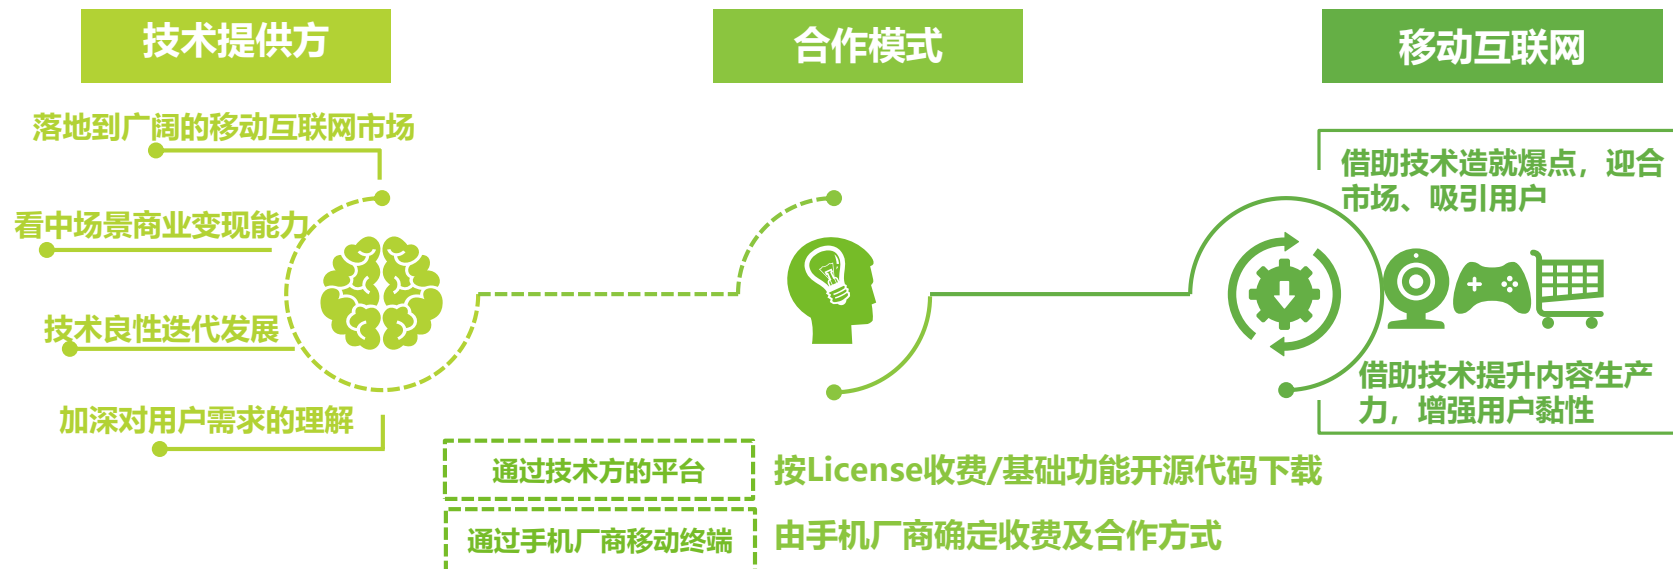 技术提供方
合作模式
移动互联网
落地到广阔的移动互联网市场
看中场景商业变现能力
技术良性迭代发展
加深对用户需求的理解
借助技术造就爆点，迎合
市场、吸引用户
借助技术提升内容生产
力，增强用户黏性
通过技术方的平台
按License收费/基础功能开源代码下载
通过手机厂商移动终端
由手机厂商确定收费及合作方式